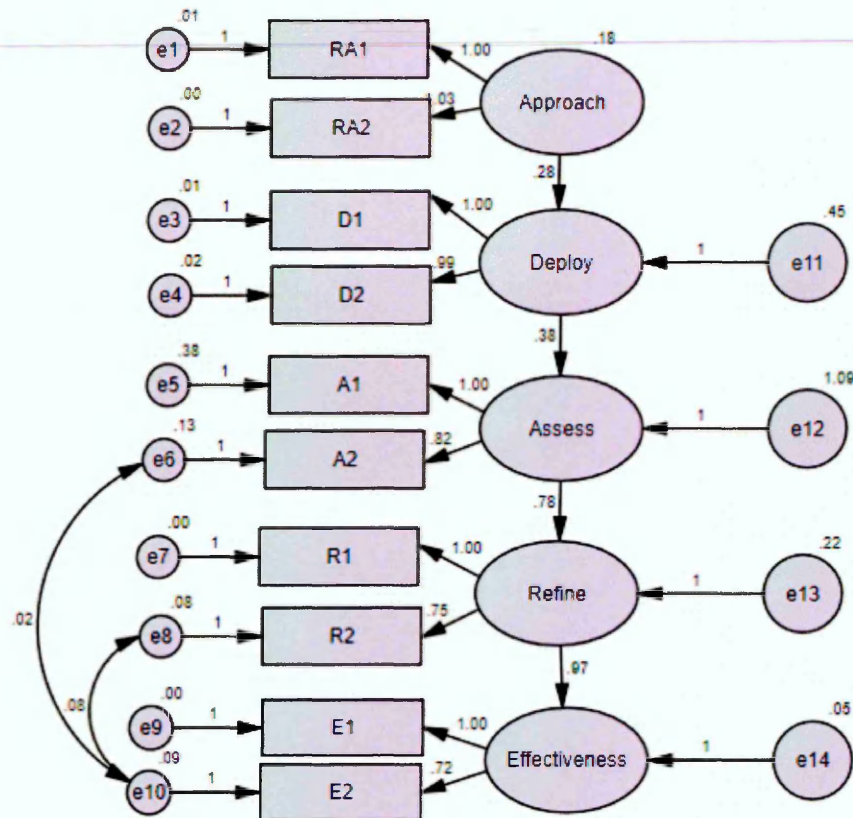 .01
e1 1 RA1 1.00 .18
Approach
.00
e2 1 RA2 1.03
.28
.01
e3 1 D1 1.00 .45
Deploy 1 e11
.02
e4 1 D2 .99
.38
.38
e5 1 A1 1.00 1.09
Assess 1 e12
.13
e6 1 A2 .82
.78
.00
e7 1 R1 1.00 .22
Refine 1 e13
.02
.08
e8 1 R2 .75
.97
.08
.00
e9 1 E1 1.00 .05
Effectiveness 1 e14
.09
e10 1 E2 .72